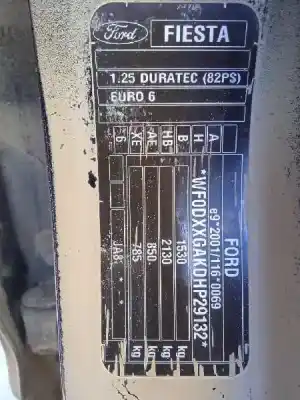 Ford FIESTA
1.25 DURATEC (82PS)
EURO 6
FORD
e9*2001/116*0069
*WF0DXXGAKDHP29132*
A 1530 kg
H 2130 kg
B 850 kg
HB 785 kg
AE
XE
6
JA8